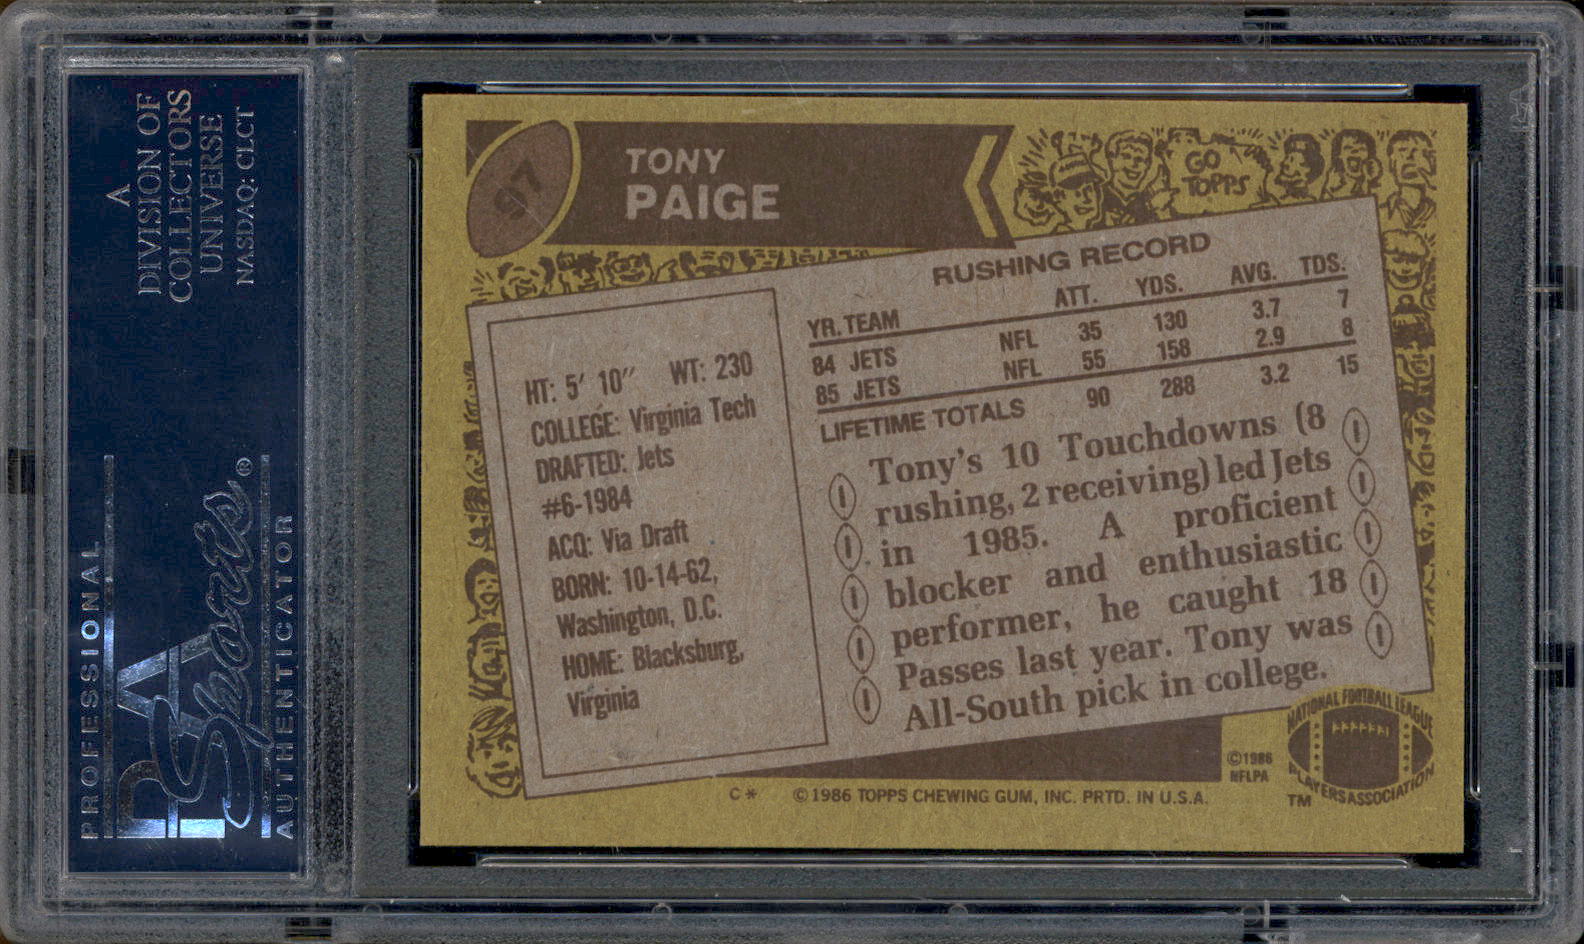 A
DIVISION OF
COLLECTORS
UNIVERSE
NASDAQ: CLCT
PROFESSIONAL
PSA
Sports®
AUTHENTICATOR
97
TONY
PAIGE
GO
TOPPS
RUSHING RECORD
YR. TEAM ATT. YDS. AVG. TDS.
84 JETS NFL 35 130 3.7 7
85 JETS NFL 55 158 2.9 8
LIFETIME TOTALS 90 288 3.2 15
HT: 5′ 10″ WT: 230
COLLEGE: Virginia Tech
DRAFTED: Jets
#6-1984
ACQ: Via Draft
BORN: 10-14-62,
Washington, D.C.
HOME: Blacksburg,
Virginia
Tony's 10 Touchdowns (8
rushing, 2 receiving) led Jets
in 1985. A proficient
blocker and enthusiastic
performer, he caught 18
Passes last year. Tony was
All-South pick in college.
NATIONAL FOOTBALL LEAGUE
PLAYERS ASSOCIATION
TM
©1986
NFLPA
C* ©1986 TOPPS CHEWING GUM, INC. PRTD. IN U.S.A.